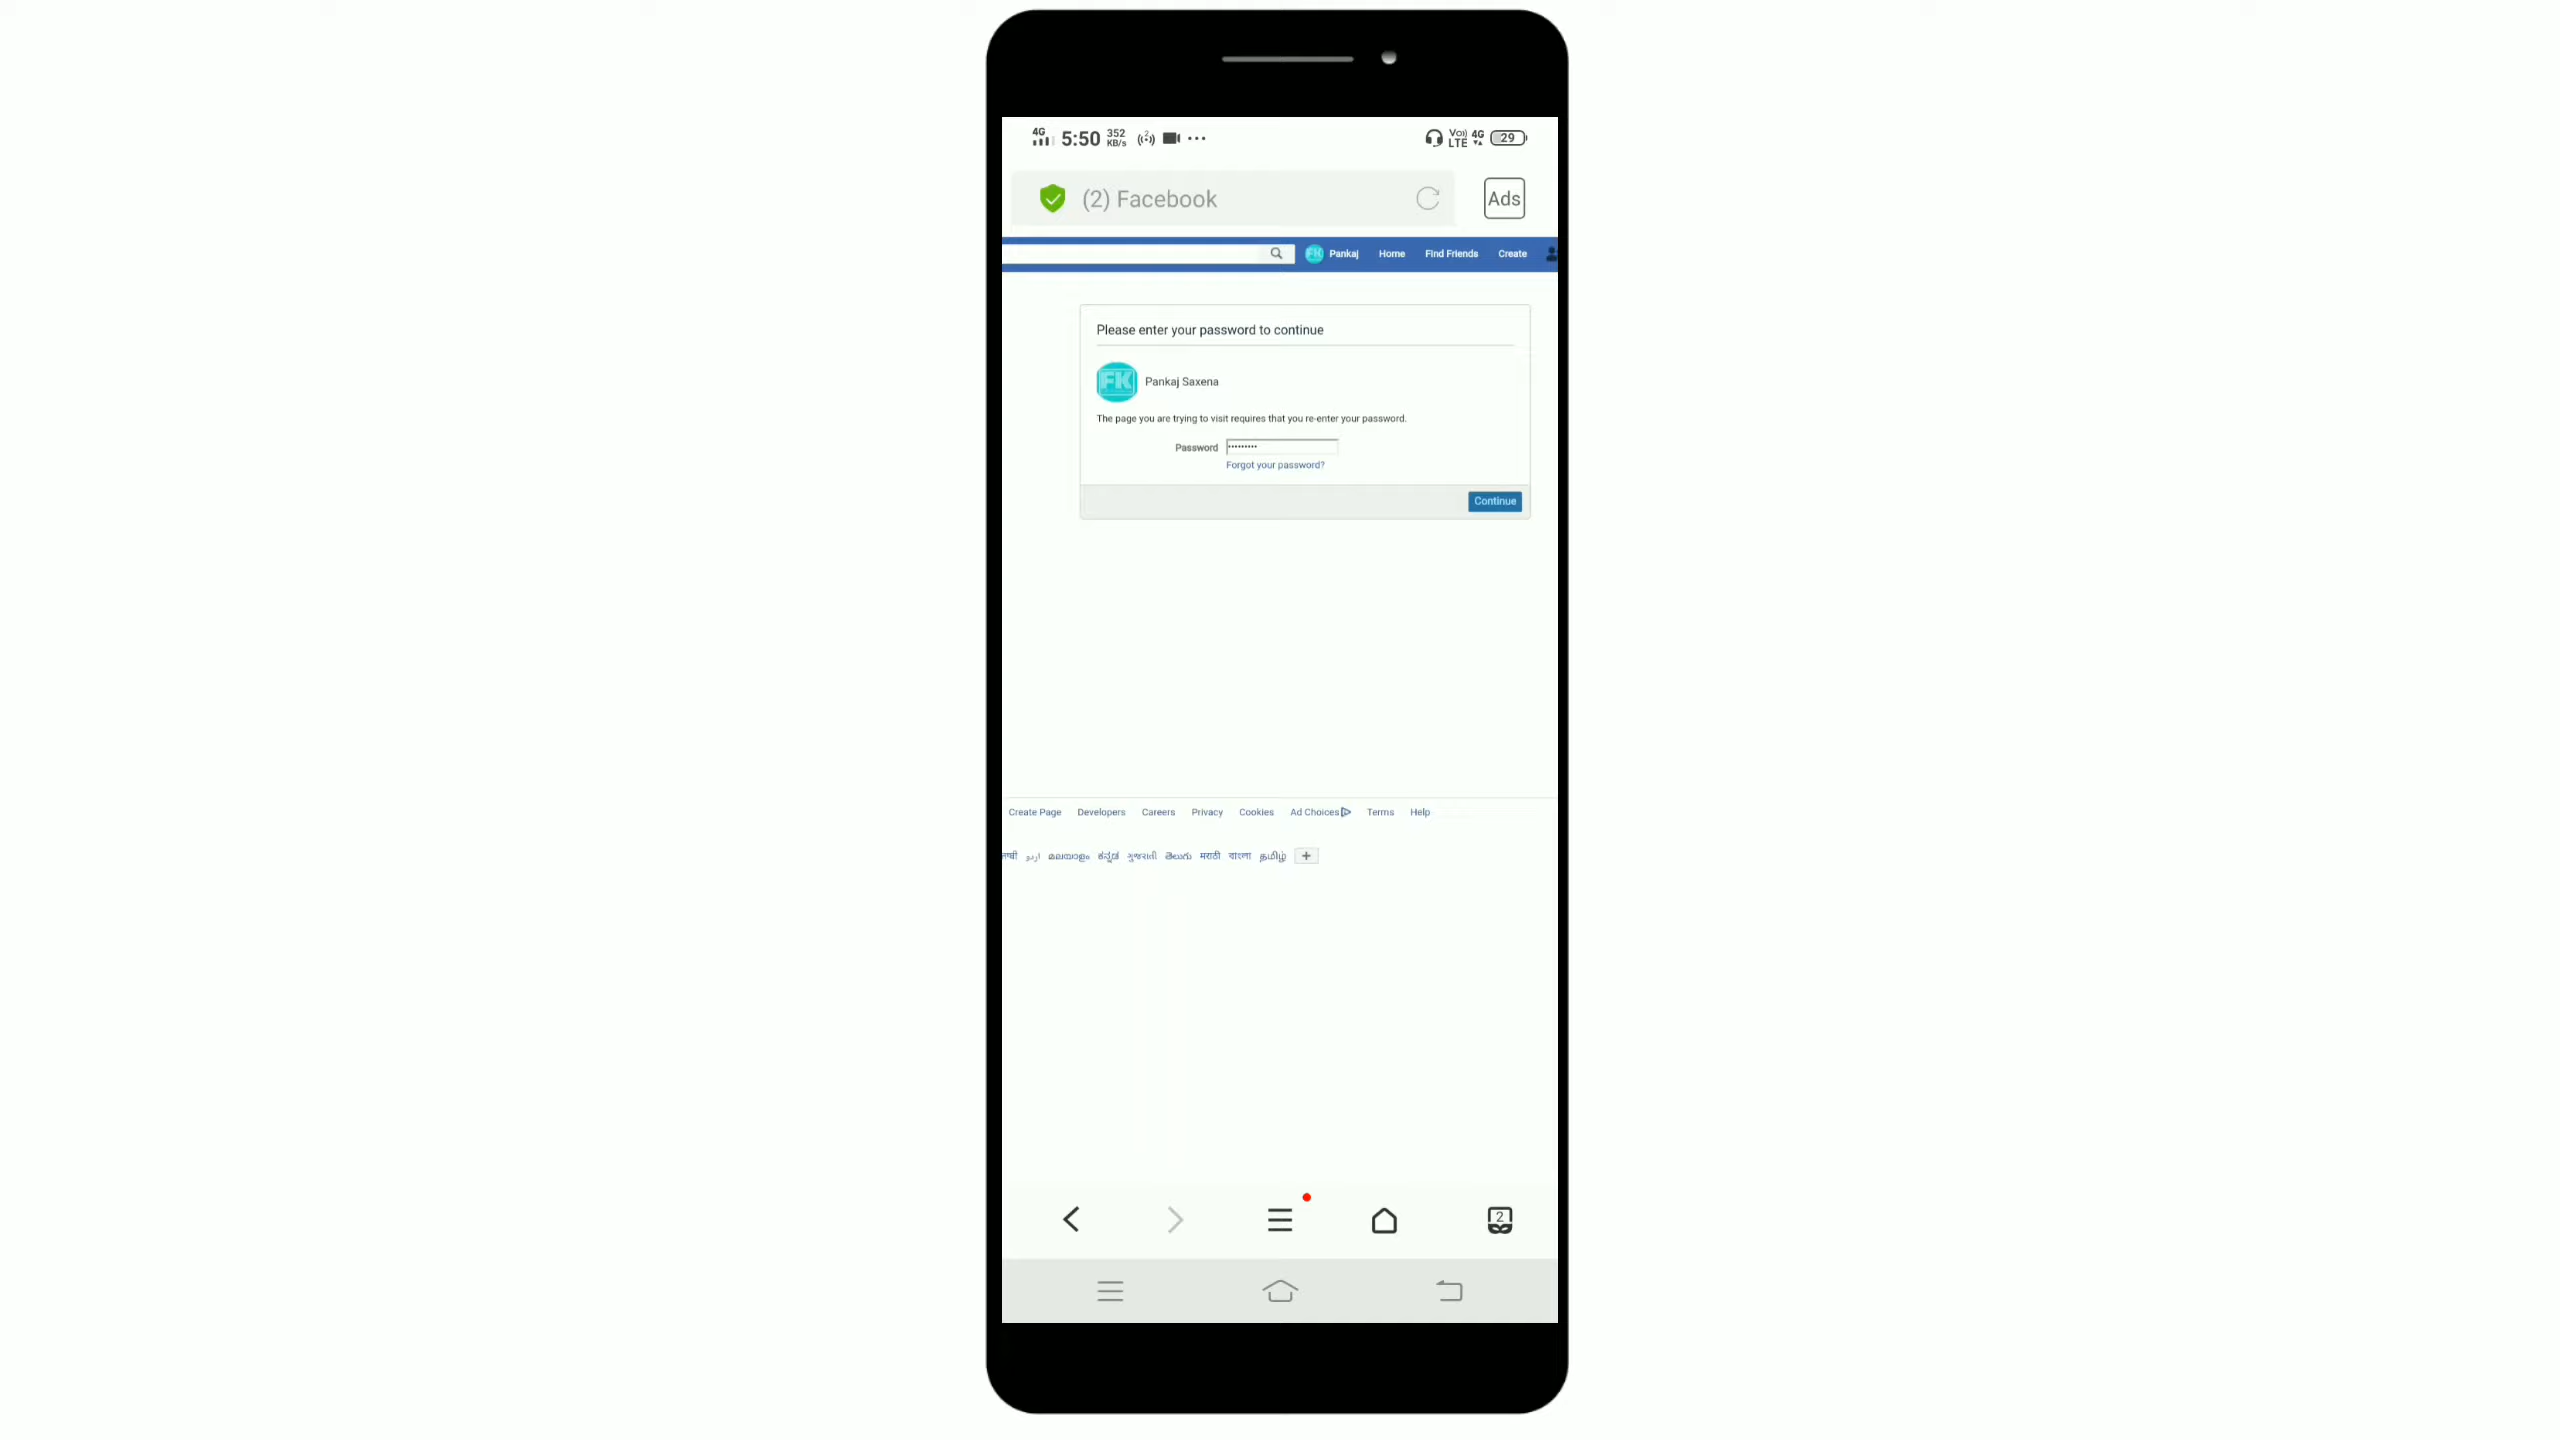 4G 5:50 352 KB/s 2 ... Vo) LTE 4G 29
(2) Facebook Ads
FK Pankaj Home Find Friends Create
Please enter your password to continue
FK Pankaj Saxena
The page you are trying to visit requires that you re-enter your password.
Password •••••••••
Forgot your password?
Continue
Create Page Developers Careers Privacy Cookies Ad Choices Terms Help
اردو മലയാളം ಕನ್ನಡ ગુજરાતી తెలుగు मराठी বাংলা தமிழ் +
2